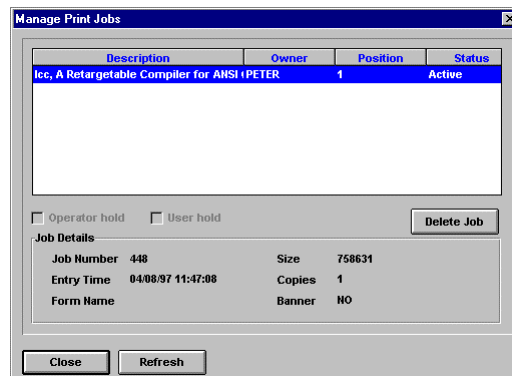 Manage Print Jobs
Description Owner Position Status
lcc, A Retargetable Compiler for ANSI ( PETER 1 Active
Operator hold User hold Delete Job
Job Details
Job Number 448 Size 758631
Entry Time 04/08/97 11:47:08 Copies 1
Form Name Banner NO
Close Refresh